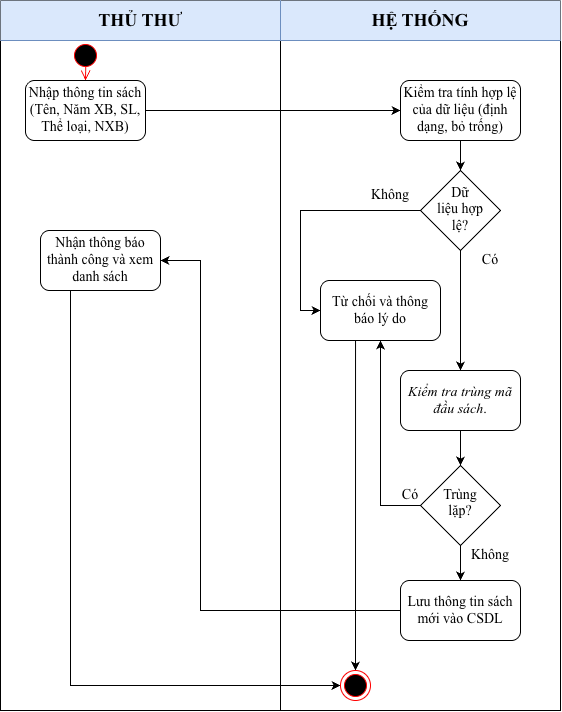 THỦ THƯ
HỆ THỐNG
Nhập thông tin sách
(Tên, Năm XB, SL,
Thể loại, NXB)
Kiểm tra tính hợp lệ
của dữ liệu (định
dạng, bỏ trống)
Không
Dữ
liệu hợp
lệ?
Có
Nhận thông báo
thành công và xem
danh sách
Từ chối và thông
báo lý do
Kiểm tra trùng mã
đầu sách.
Có
Trùng
lặp?
Không
Lưu thông tin sách
mới vào CSDL